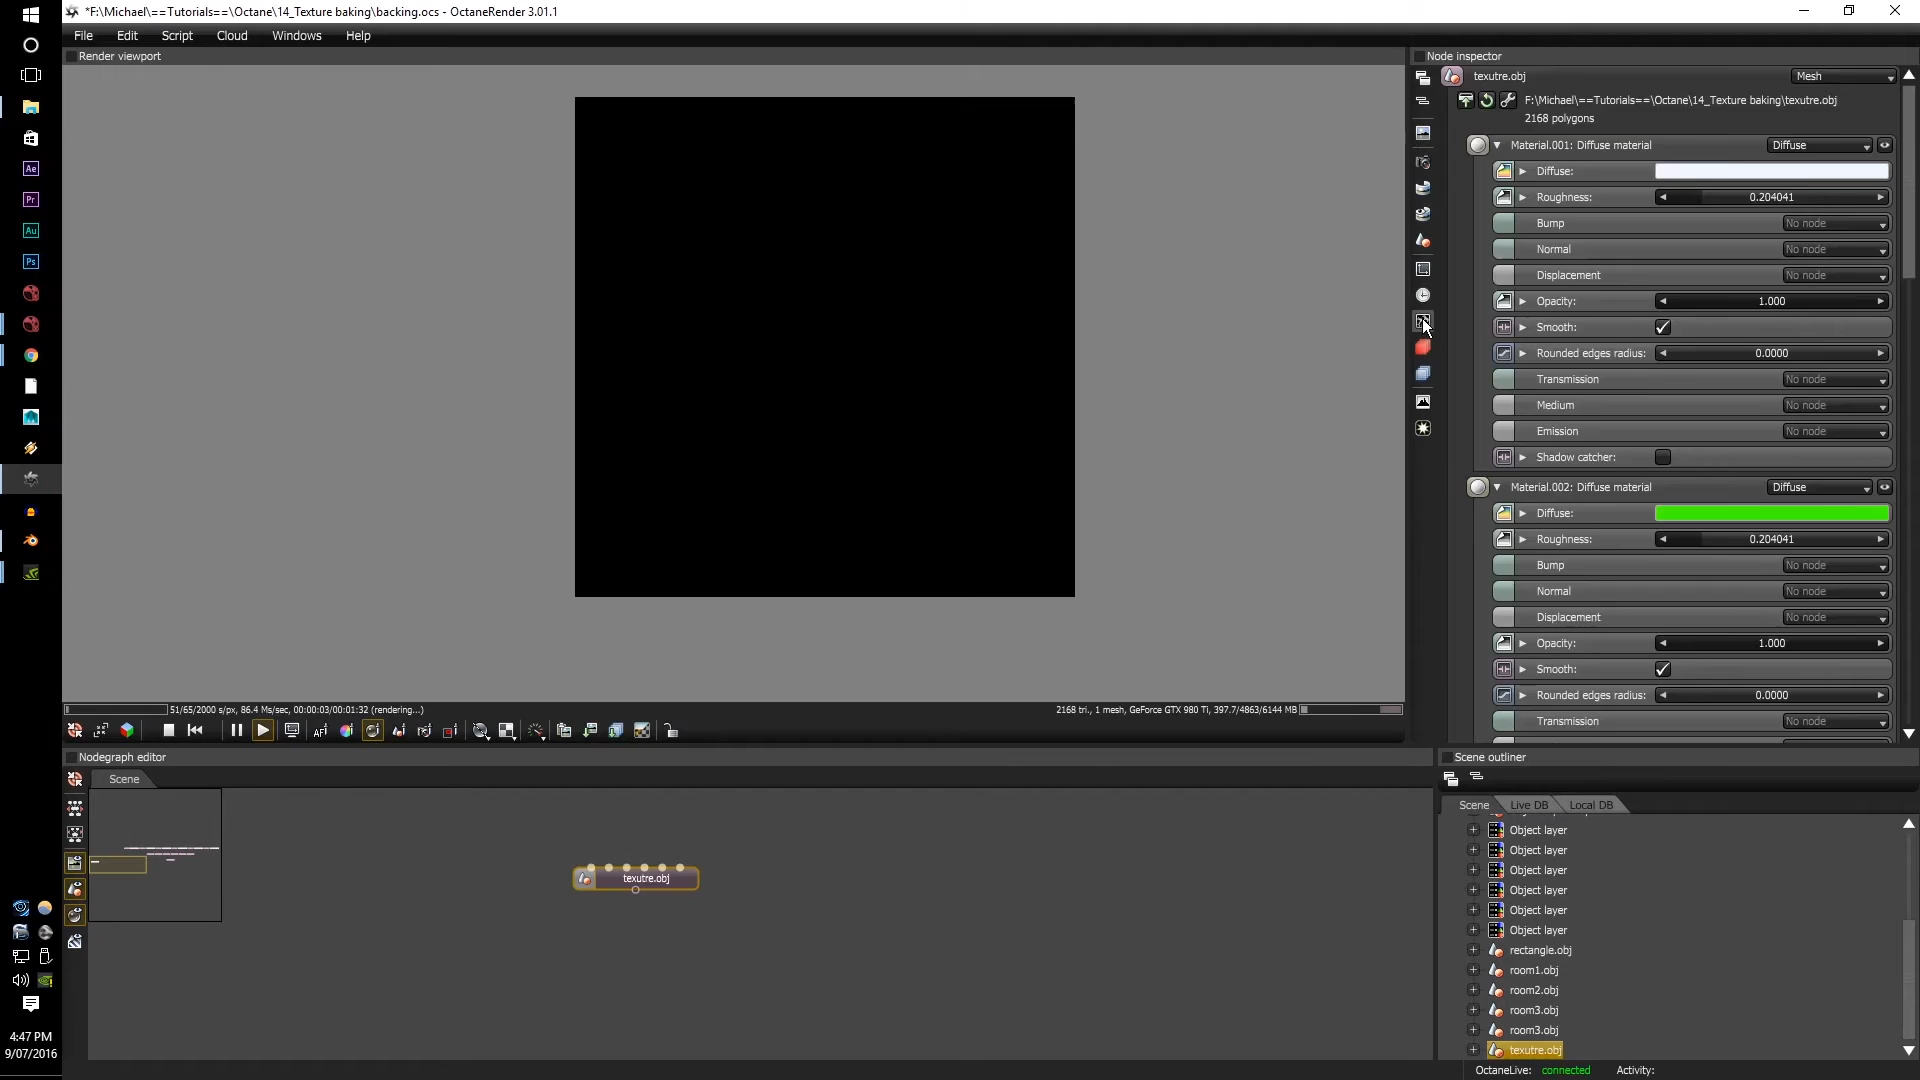 *F:\Michael\==Tutorials==\Octane\14_Texture baking\backing.ocs - OctaneRender 3.01.1
File Edit Script Cloud Windows Help
Render viewport
Node inspector
texutre.obj Mesh
F:\Michael\==Tutorials==\Octane\14_Texture baking\texutre.obj
2168 polygons
Material.001: Diffuse material Diffuse
Diffuse:
Roughness: 0.204041
Bump No node
Normal No node
Displacement No node
Opacity: 1.000
Smooth:
Rounded edges radius: 0.0000
Transmission No node
Medium No node
Emission No node
Shadow catcher:
Material.002: Diffuse material Diffuse
Diffuse:
Roughness: 0.204041
Bump No node
Normal No node
Displacement No node
Opacity: 1.000
Smooth:
Rounded edges radius: 0.0000
Transmission No node
Ae
Pr
Au
Ps
51/65/2000 s/px, 86.4 Ms/sec, 00:00:03/00:01:32 (rendering...)
2168 tri., 1 mesh, GeForce GTX 980 Ti, 397.7/4863/6144 MB
AF
Nodegraph editor
Scene
texutre.obj
Scene outliner
Scene Live DB Local DB
Object layer
Object layer
Object layer
Object layer
Object layer
Object layer
rectangle.obj
room1.obj
room2.obj
room3.obj
room3.obj
texutre.obj
OctaneLive: connected Activity:
4:47 PM
9/07/2016